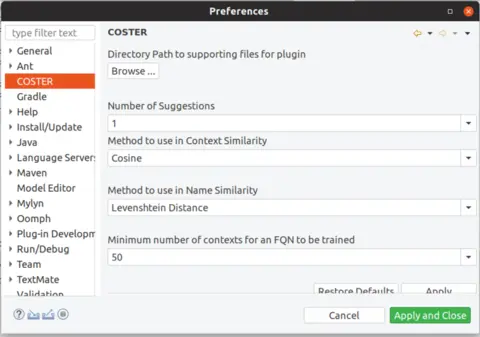 Preferences
type filter text
General
Ant
COSTER
Gradle
Help
Install/Update
Java
Language Servers
Maven
Model Editor
Mylyn
Oomph
Plug-in Developm
Run/Debug
Team
TextMate
Validation
COSTER
Directory Path to supporting files for plugin
Browse ...
Number of Suggestions
1
Method to use in Context Similarity
Cosine
Method to use in Name Similarity
Levenshtein Distance
Minimum number of contexts for an FQN to be trained
50
Restore Defaults Apply
Cancel Apply and Close